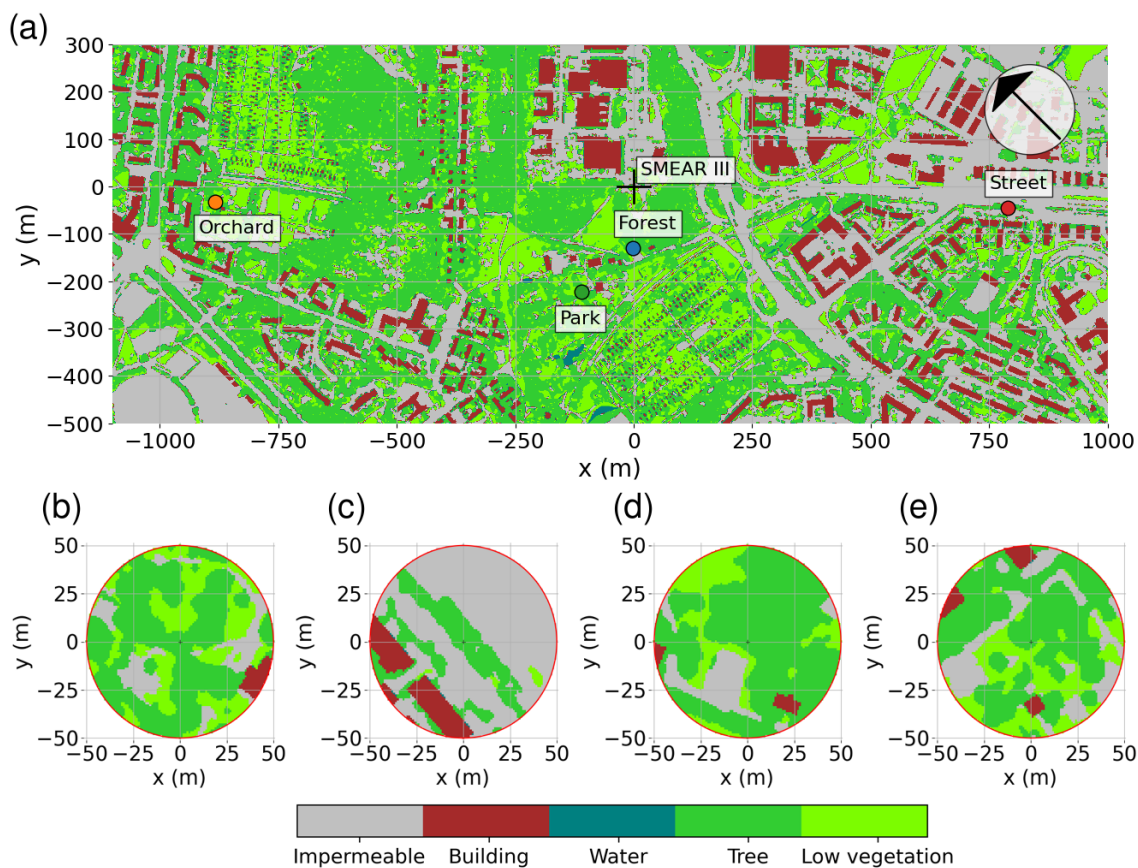 (a)
300
200
100
0
−100
−200
−300
−400
−500
y (m)
SMEAR III
Street
Orchard
Forest
Park
−1000 −750 −500 −250 0 250 500 750 1000
x (m)
(b) (c) (d) (e)
50 50 50 50
25 25 25 25
0 0 0 0
−25 −25 −25 −25
−50 −50 −50 −50
y (m) y (m) y (m) y (m)
−50 −25 0 25 50 −50 −25 0 25 50 −50 −25 0 25 50 −50 −25 0 25 50
x (m) x (m) x (m) x (m)
Impermeable Building Water Tree Low vegetation